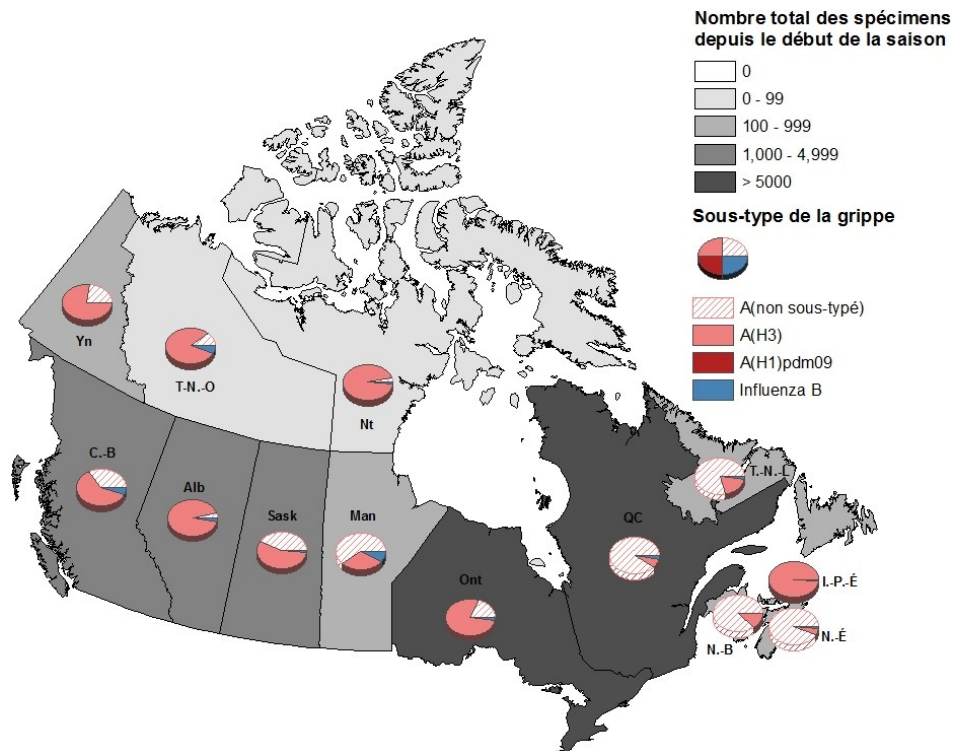 Nombre total des spécimens
depuis le début de la saison
0
0 - 99
100 - 999
1,000 - 4,999
> 5000
Sous-type de la grippe
A(non sous-typé)
A(H3)
A(H1)pdm09
Influenza B
Yn
T-N.-O
Nt
C.-B
Alb
Sask
Man
Ont
QC
T.-N.-L
I.-P.-É
N.-B
N.-É